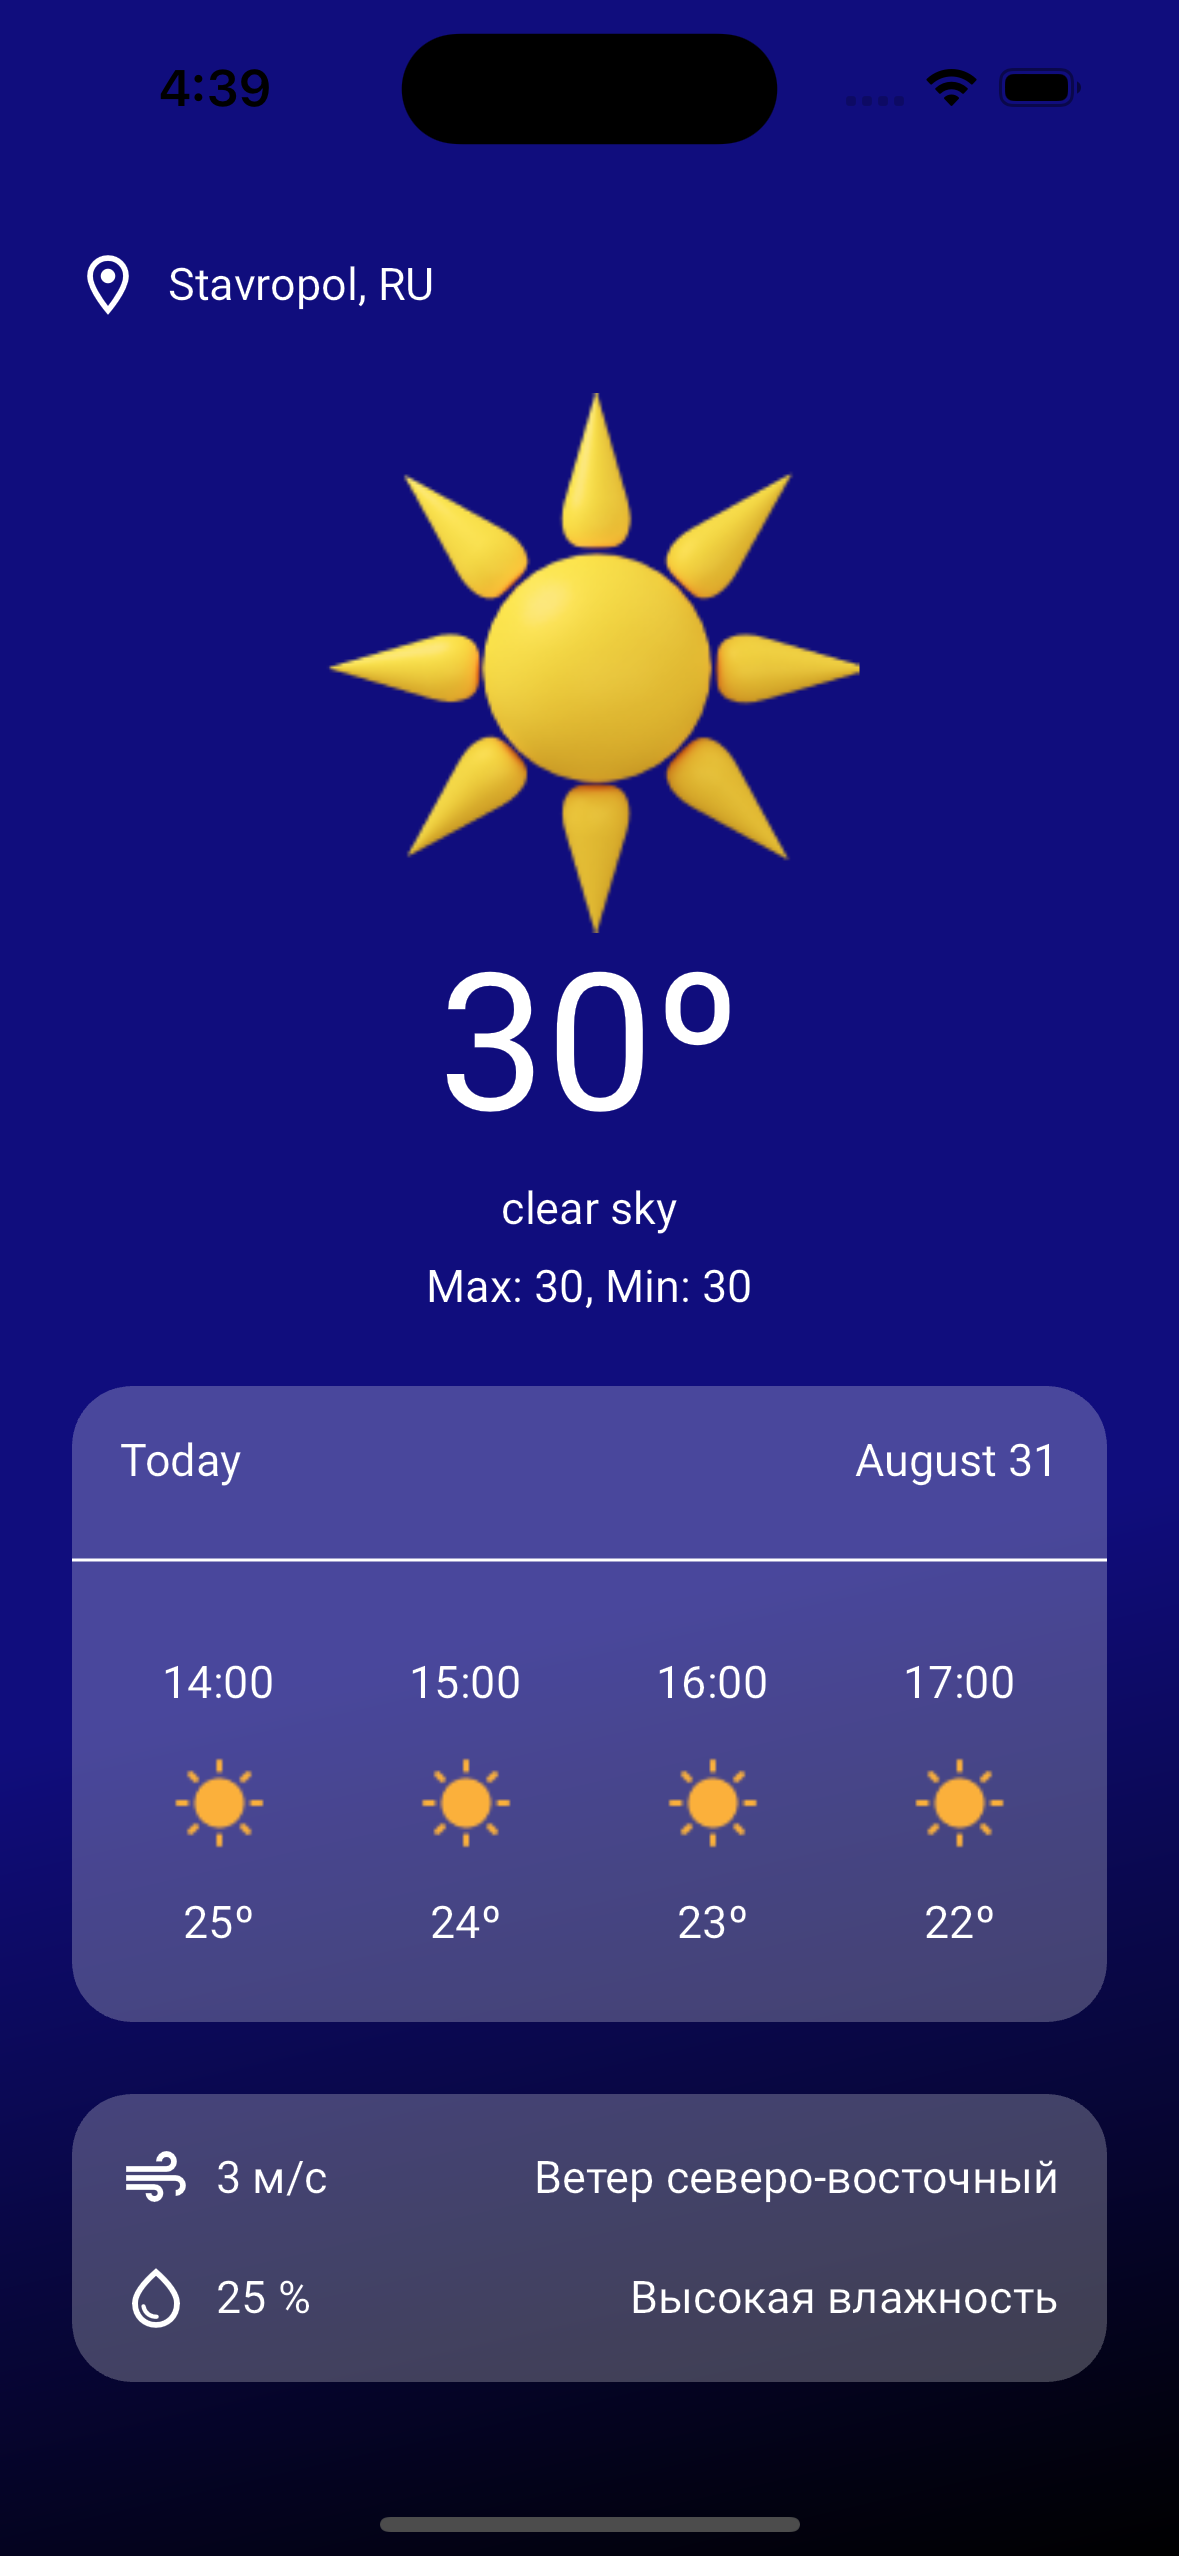 4:39
Stavropol, RU
30º
clear sky
Max: 30, Min: 30
Today August 31
14:00 15:00 16:00 17:00
25º 24º 23º 22º
3 м/с Ветер северо-восточный
25 % Высокая влажность